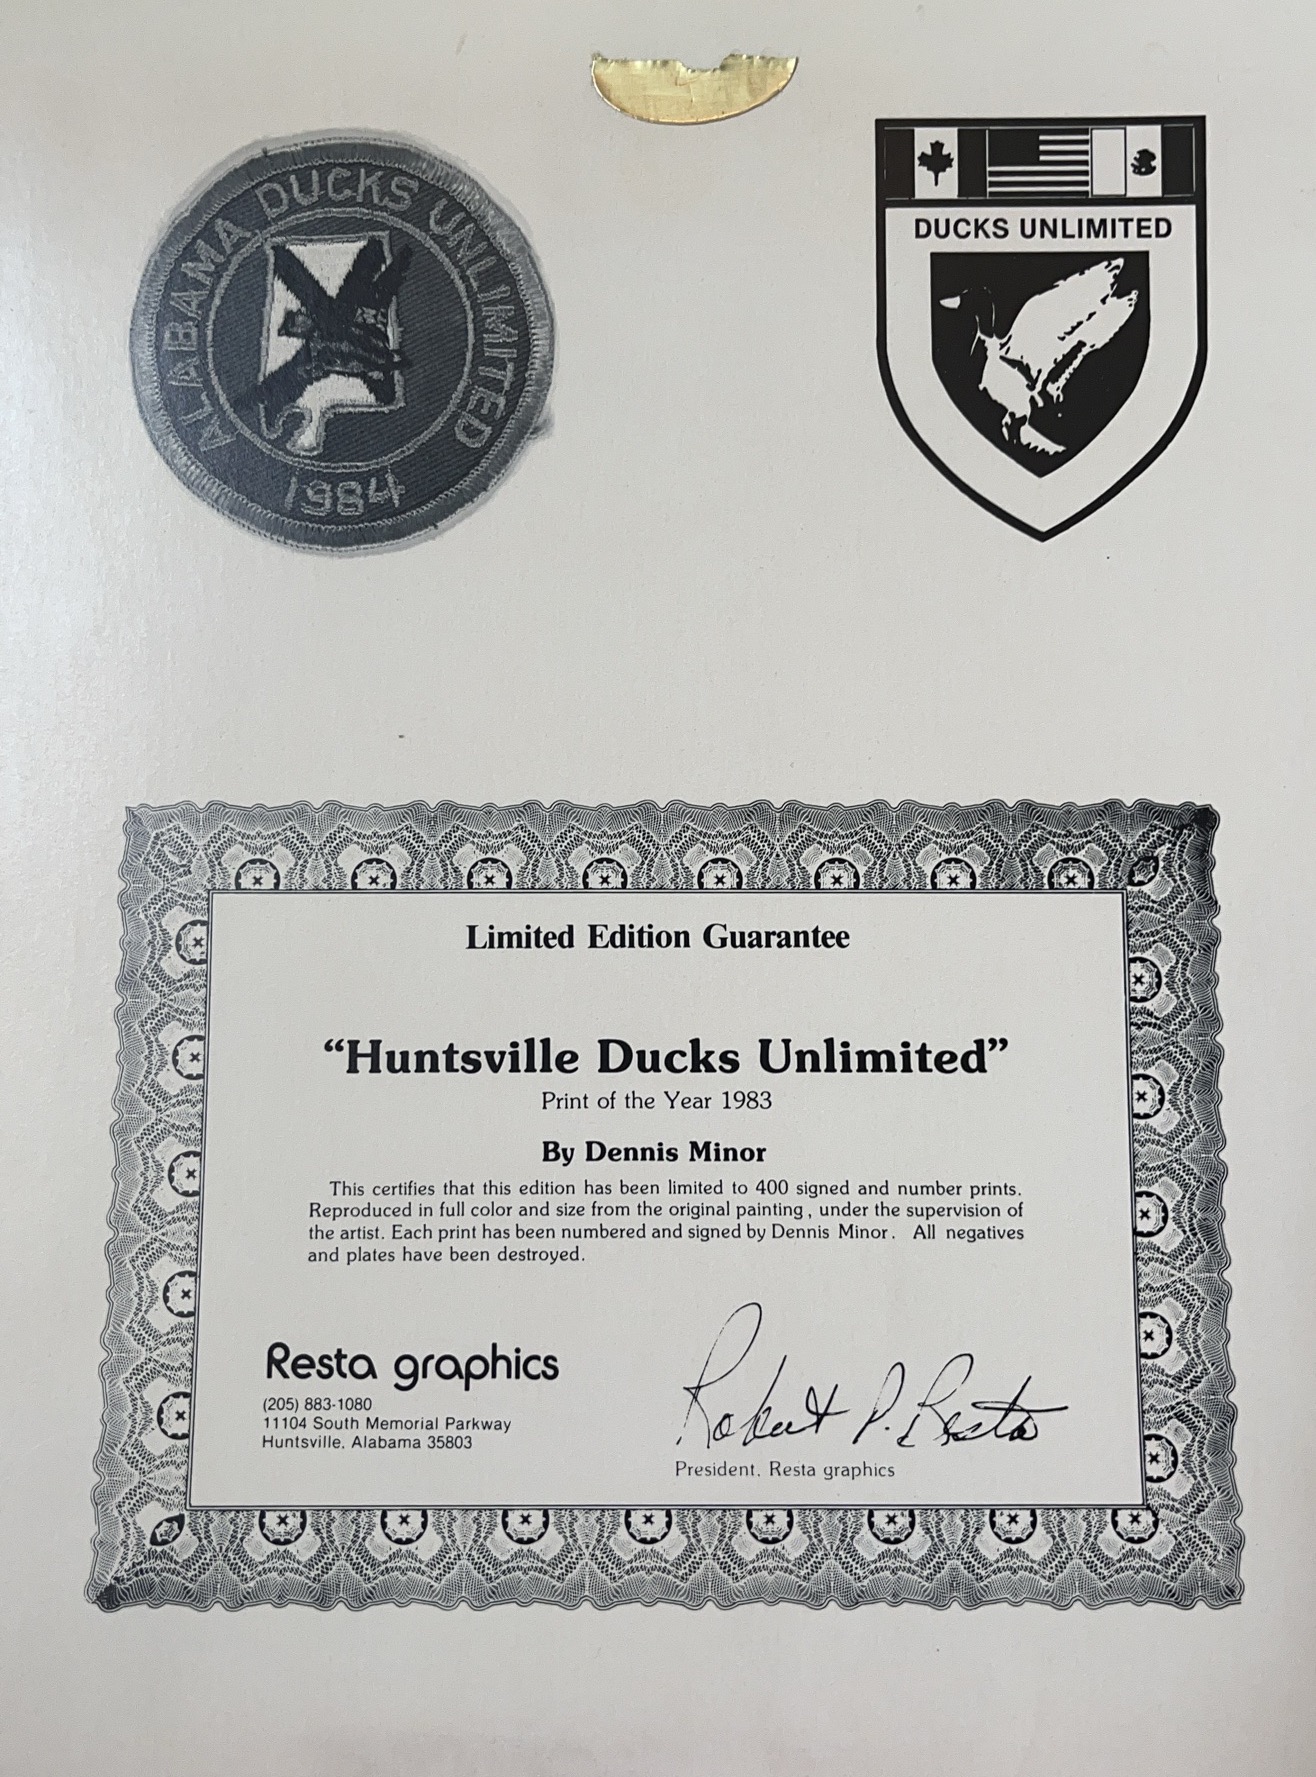 ALABAMA DUCKS UNLIMITED
1984
DUCKS UNLIMITED
Limited Edition Guarantee
“Huntsville Ducks Unlimited”
Print of the Year 1983
By Dennis Minor
This certifies that this edition has been limited to 400 signed and number prints.
Reproduced in full color and size from the original painting, under the supervision of
the artist. Each print has been numbered and signed by Dennis Minor. All negatives
and plates have been destroyed.
Resta graphics
(205) 883-1080
11104 South Memorial Parkway
Huntsville, Alabama 35803
Robert P. Resta
President, Resta graphics